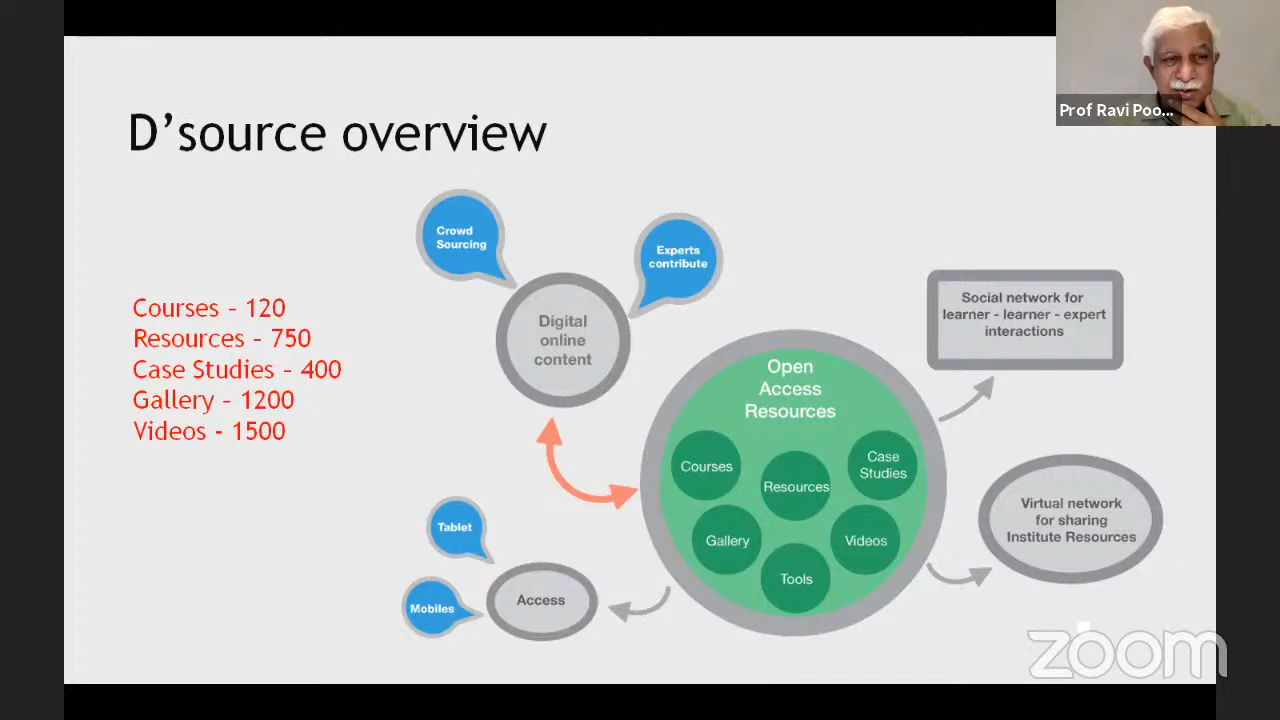 Prof Ravi Poo...
D'source overview
Crowd
Sourcing
Experts
contribute
Digital
online
content
Social network for
learner - learner - expert
interactions
Courses - 120
Resources - 750
Case Studies - 400
Gallery - 1200
Videos - 1500
Open
Access
Resources
Courses
Resources
Case
Studies
Gallery
Videos
Tools
Virtual network
for sharing
Institute Resources
Tablet
Mobiles
Access
zoom